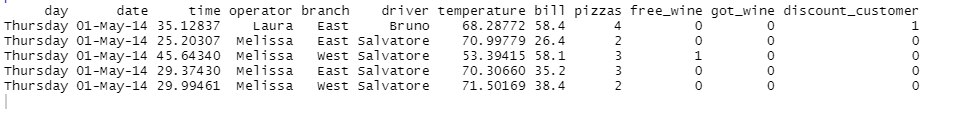 day date time operator branch driver temperature bill pizzas free_wine got_wine discount_customer
Thursday 01-May-14 35.12837 Laura East Bruno 68.28772 58.4 4 0 0 1
Thursday 01-May-14 25.20307 Melissa East Salvatore 70.99779 26.4 2 0 0 0
Thursday 01-May-14 45.64340 Melissa West Salvatore 53.39415 58.1 3 1 0 0
Thursday 01-May-14 29.37430 Melissa East Salvatore 70.30660 35.2 3 0 0 0
Thursday 01-May-14 29.99461 Melissa West Salvatore 71.50169 38.4 2 0 0 0